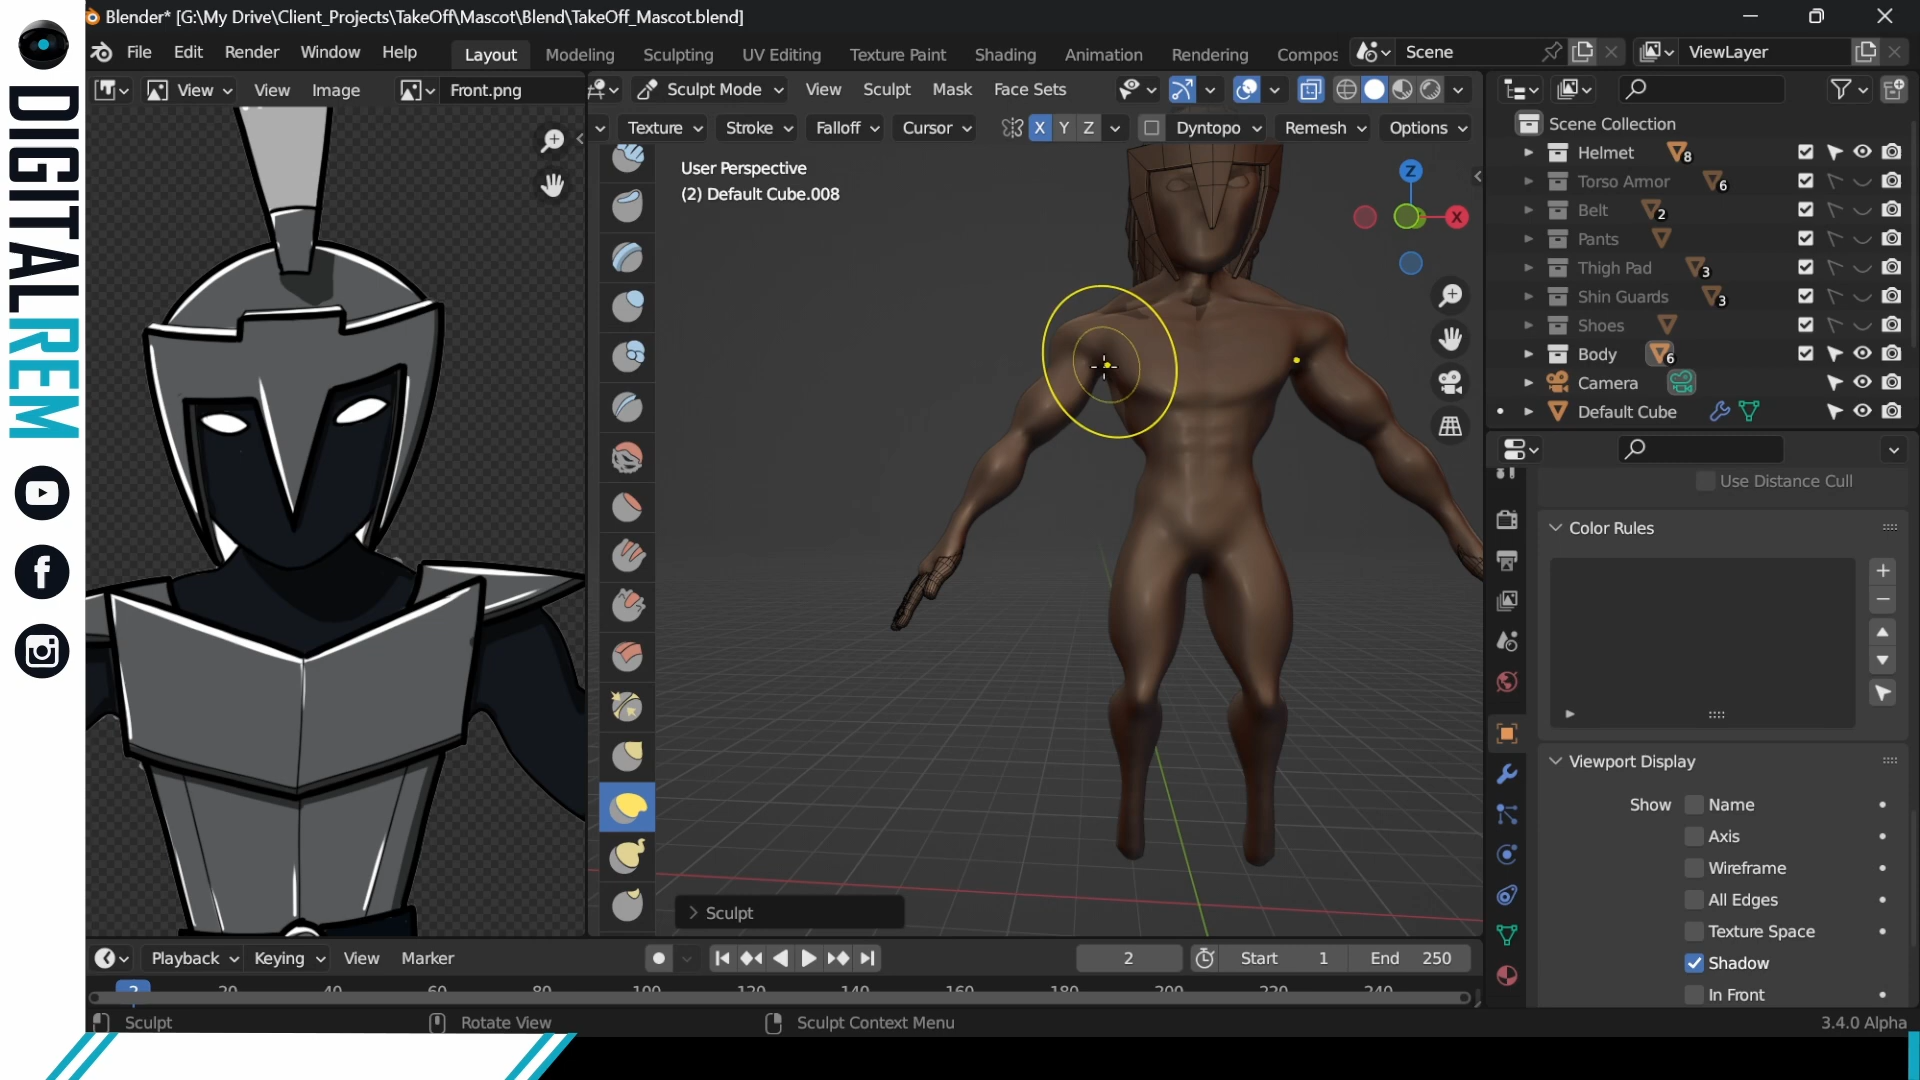 DIGITALREM
Blender* [G:\My Drive\Client_Projects\TakeOff\Mascot\Blend\TakeOff_Mascot.blend]
File Edit Render Window Help Layout Modeling Sculpting UV Editing Texture Paint Shading Animation Rendering Compos Scene ViewLayer
View View Image Front.png Sculpt Mode View Sculpt Mask Face Sets
Texture Stroke Falloff Cursor X Y Z Dyntopo Remesh Options
User Perspective
(2) Default Cube.008
Z
X
Scene Collection
Helmet 8
Torso Armor 6
Belt 2
Pants
Thigh Pad 3
Shin Guards 3
Shoes
Body 6
Camera
Default Cube
Use Distance Cull
Color Rules
Viewport Display
Show Name
Axis
Wireframe
All Edges
Texture Space
Shadow
In Front
Sculpt
Playback Keying View Marker 2 Start 1 End 250
2 20 40 60 80 100 120 140 160 180 200 220 240
Sculpt Rotate View Sculpt Context Menu 3.4.0 Alpha